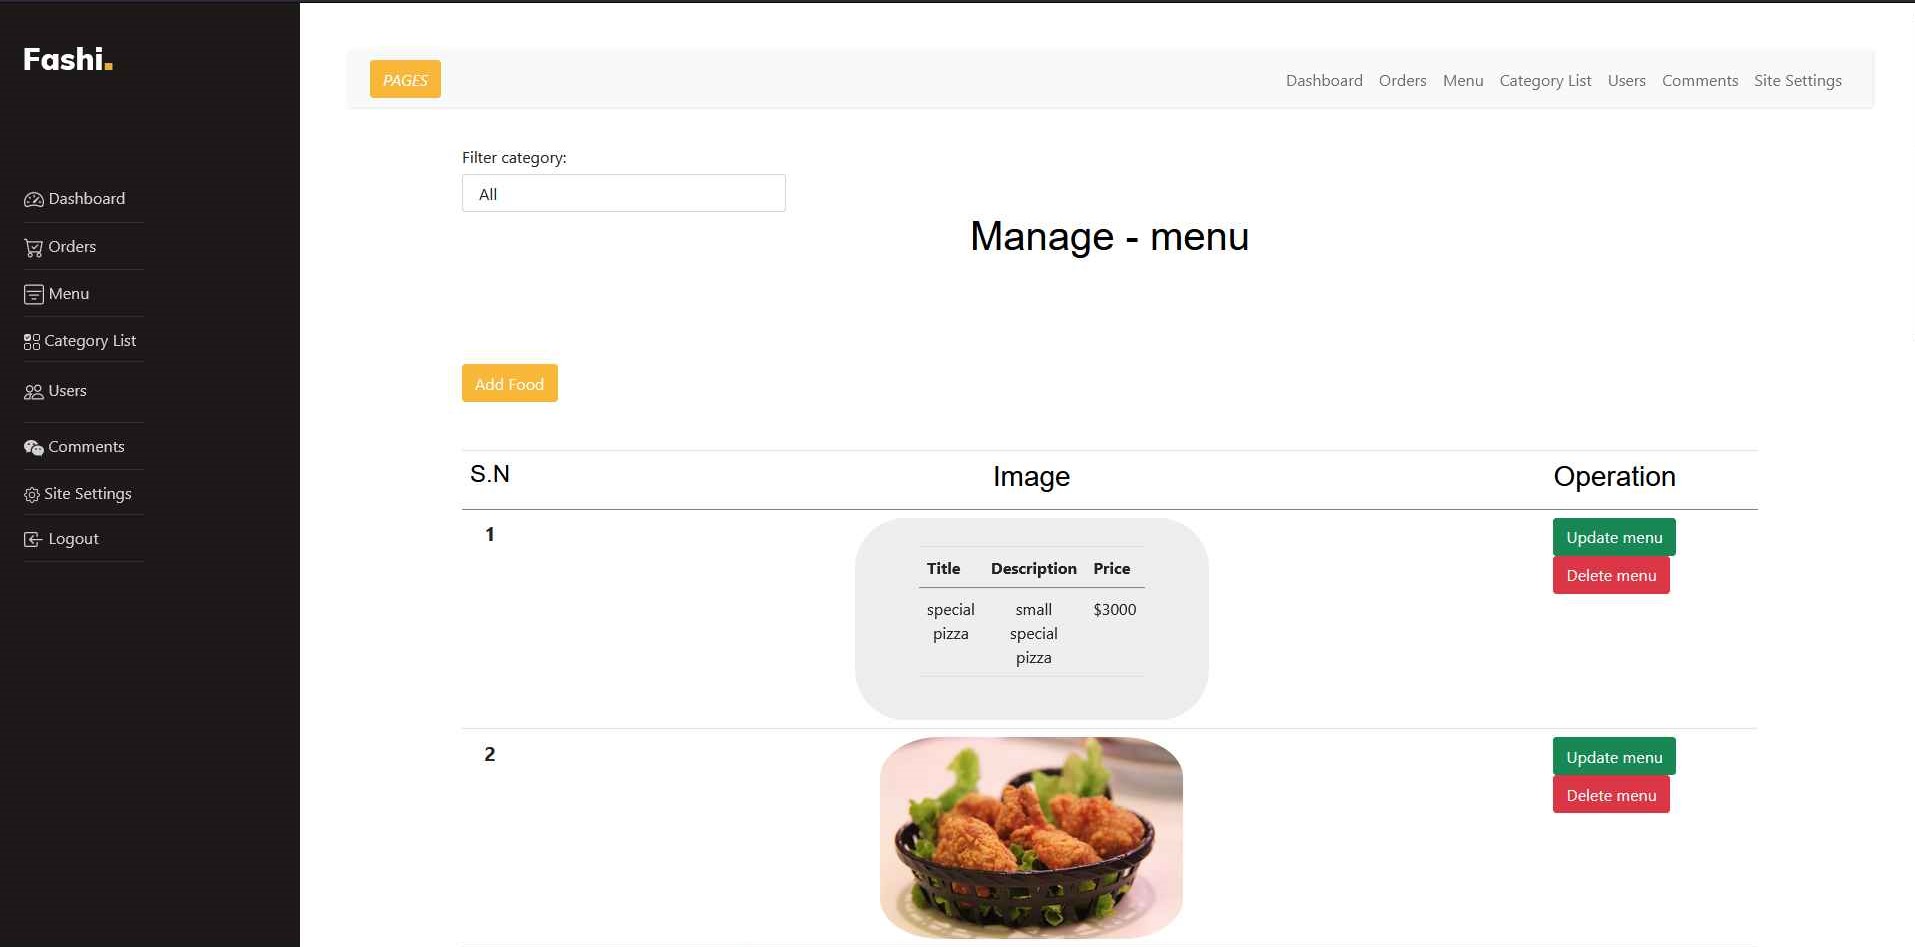 Fashi.
Dashboard
Orders
Menu
Category List
Users
Comments
Site Settings
Logout
PAGES
Dashboard Orders Menu Category List Users Comments Site Settings
Filter category:
All
Manage - menu
Add Food
S.N Image Operation
1
Title Description Price
special small $3000
pizza special
pizza
Update menu
Delete menu
2
Update menu
Delete menu